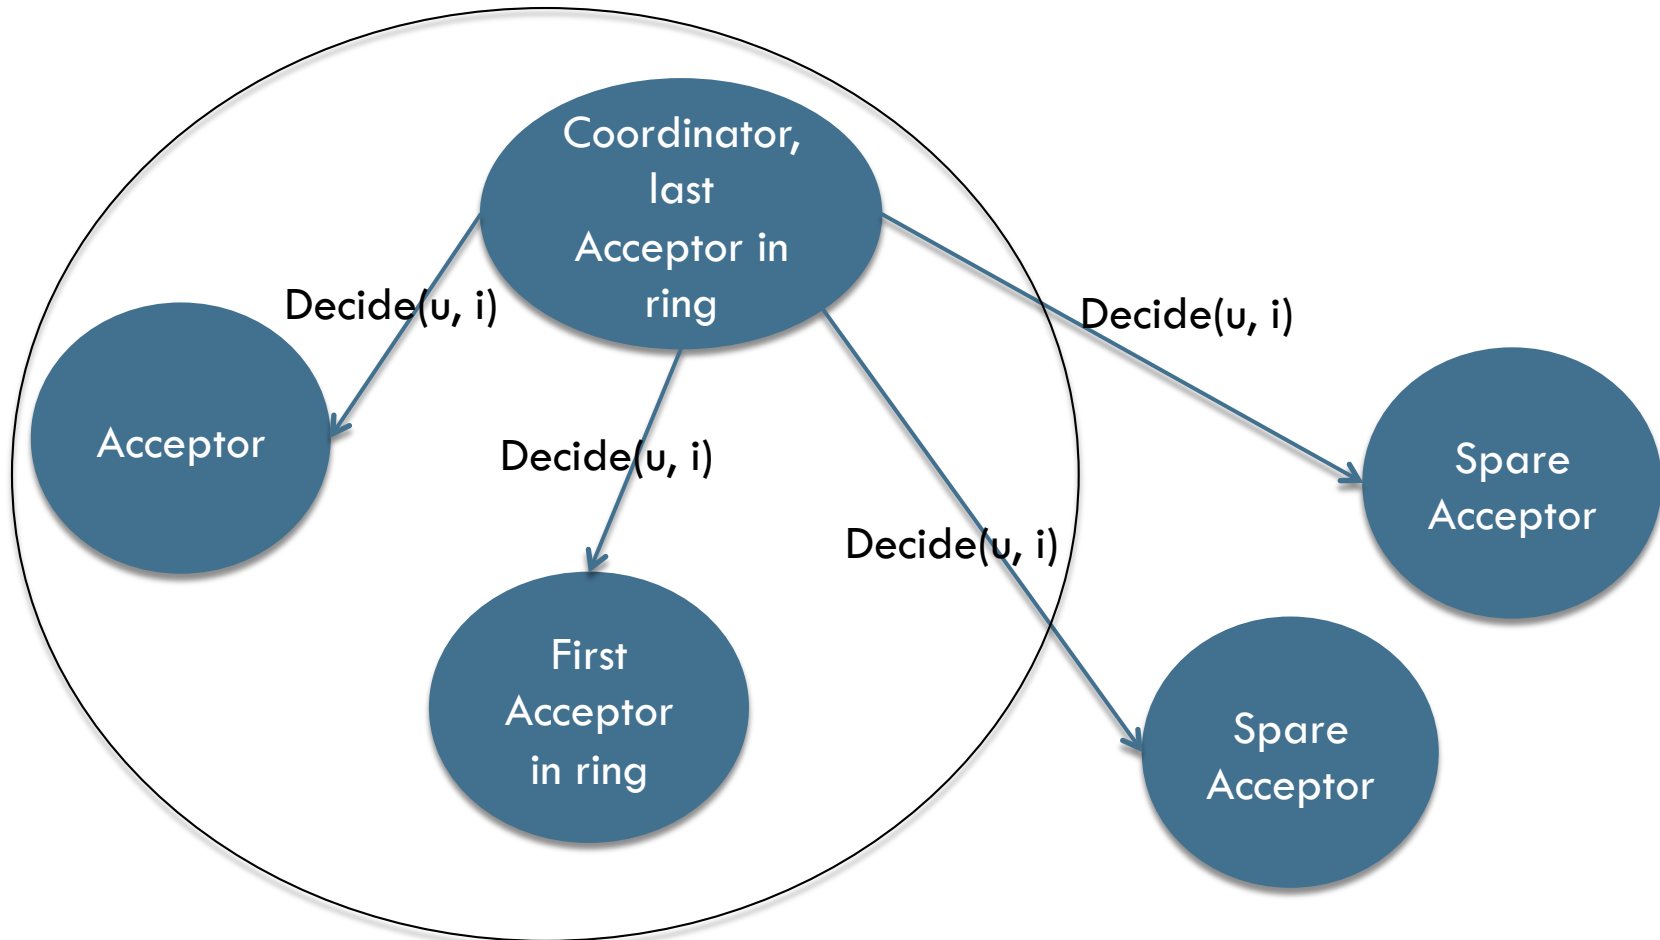 Coordinator,
last
Acceptor in
ring
Decide(u, i)
Decide(u, i)
Acceptor
Decide(u, i)
Spare
Acceptor
Decide(u, i)
First
Acceptor
in ring
Spare
Acceptor